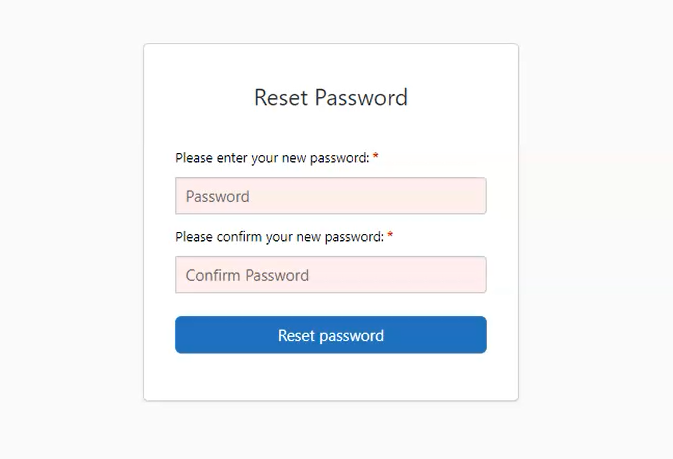 Reset Password
Please enter your new password: *
Password
Please confirm your new password: *
Confirm Password
Reset password